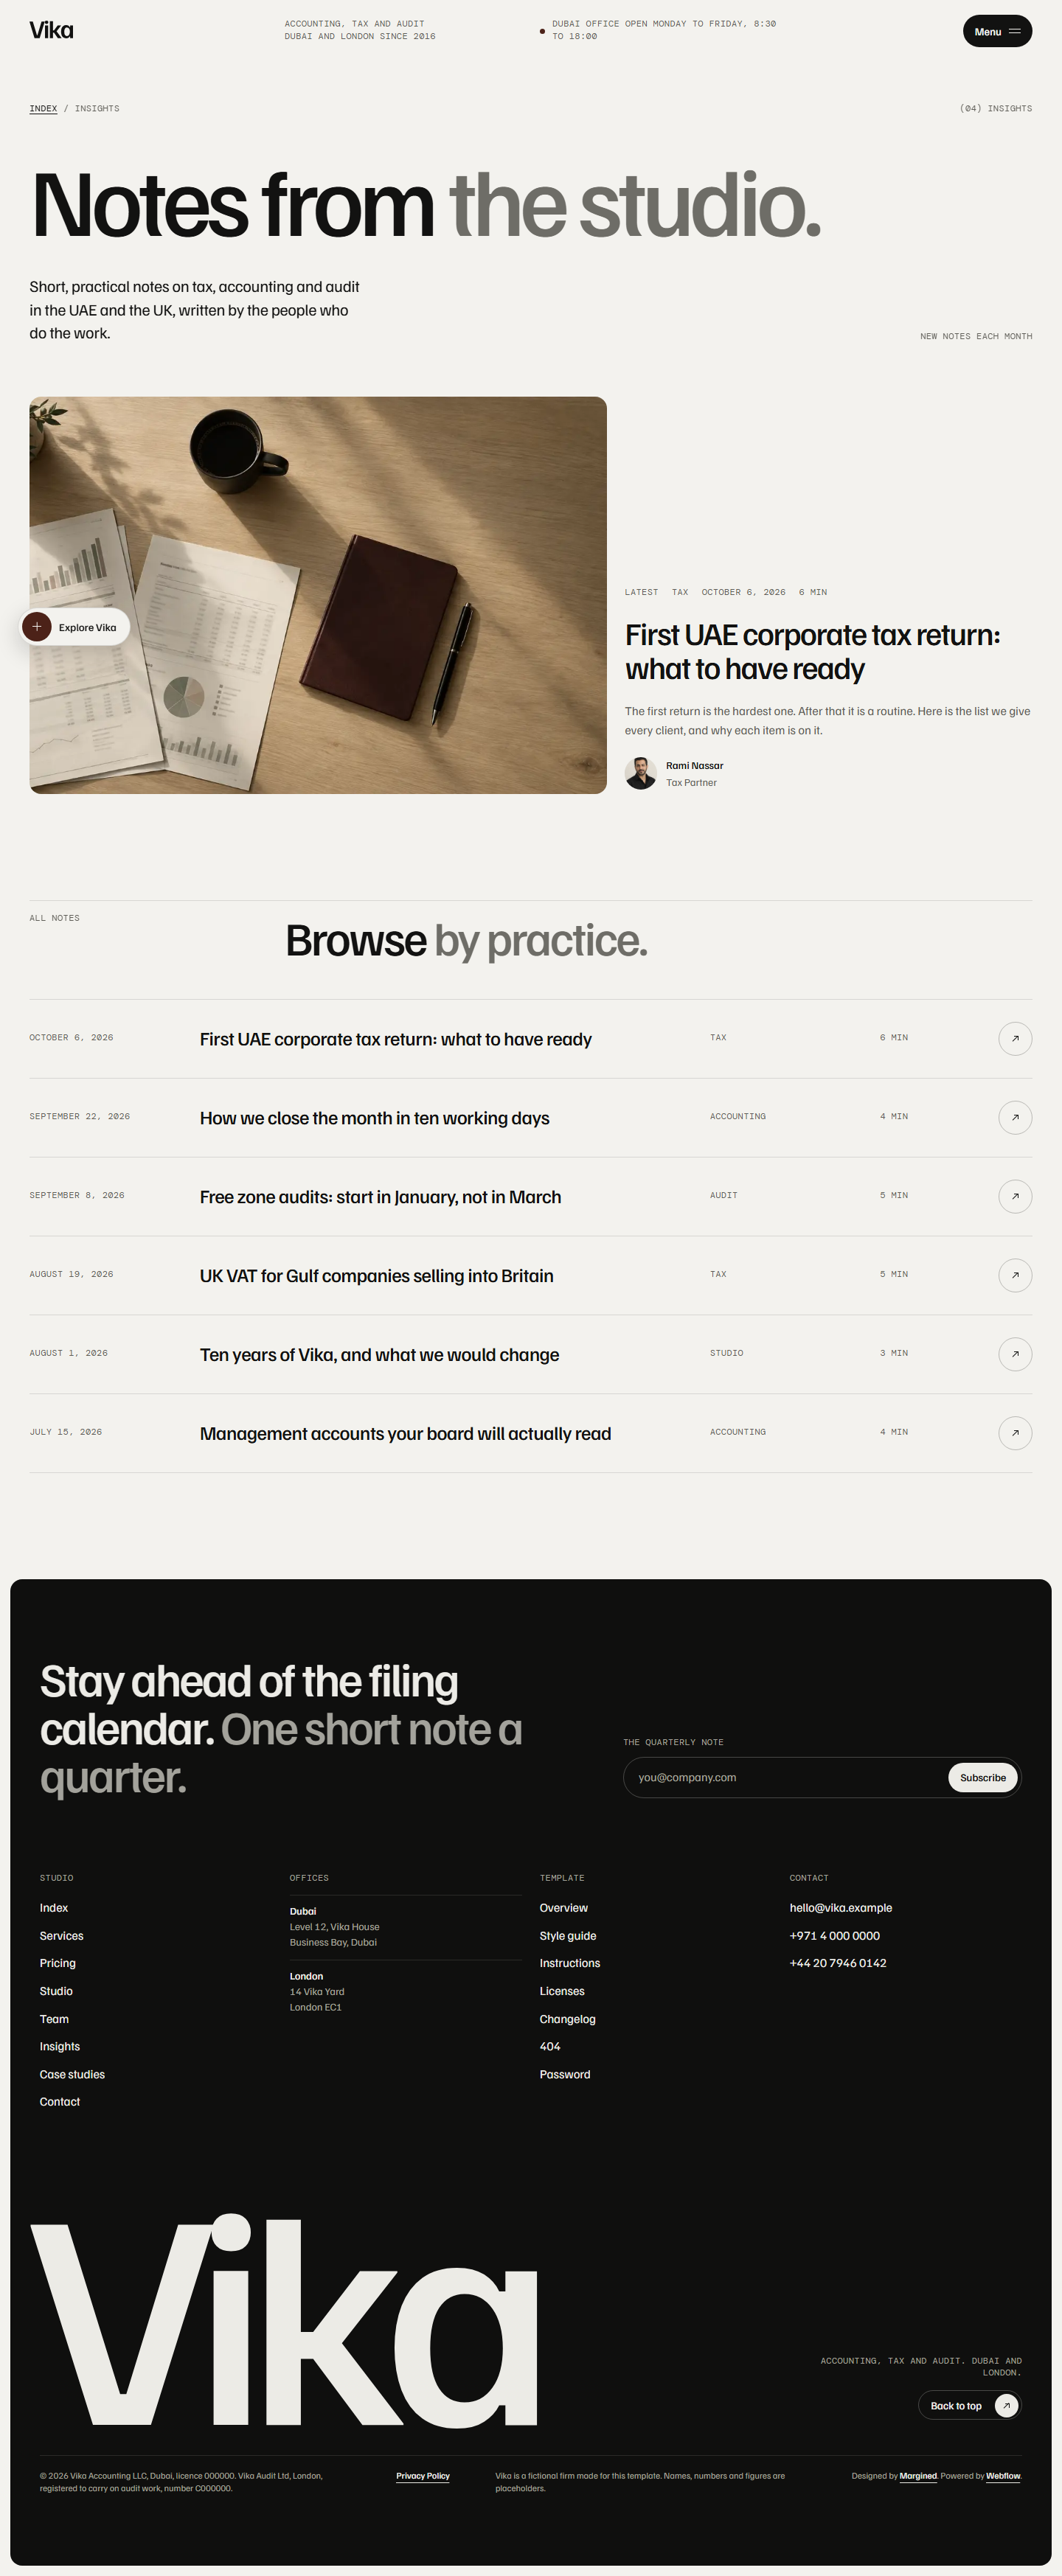 Vika
ACCOUNTING, TAX AND AUDIT
DUBAI AND LONDON SINCE 2016
DUBAI OFFICE OPEN MONDAY TO FRIDAY, 8:30
TO 18:00
Menu
INDEX / INSIGHTS
(04) INSIGHTS
Notes from the studio.
Short, practical notes on tax, accounting and audit
in the UAE and the UK, written by the people who
do the work.
NEW NOTES EACH MONTH
Explore Vika
LATEST TAX OCTOBER 6, 2026 6 MIN
First UAE corporate tax return:
what to have ready
The first return is the hardest one. After that it is a routine. Here is the list we give
every client, and why each item is on it.
Rami Nassar
Tax Partner
ALL NOTES
Browse by practice.
OCTOBER 6, 2026 First UAE corporate tax return: what to have ready TAX 6 MIN
SEPTEMBER 22, 2026 How we close the month in ten working days ACCOUNTING 4 MIN
SEPTEMBER 8, 2026 Free zone audits: start in January, not in March AUDIT 5 MIN
AUGUST 19, 2026 UK VAT for Gulf companies selling into Britain TAX 5 MIN
AUGUST 1, 2026 Ten years of Vika, and what we would change STUDIO 3 MIN
JULY 15, 2026 Management accounts your board will actually read ACCOUNTING 4 MIN
Stay ahead of the filing
calendar. One short note a
quarter.
THE QUARTERLY NOTE
you@company.com
Subscribe
STUDIO
Index
Services
Pricing
Studio
Team
Insights
Case studies
Contact
OFFICES
Dubai
Level 12, Vika House
Business Bay, Dubai
London
14 Vika Yard
London EC1
TEMPLATE
Overview
Style guide
Instructions
Licenses
Changelog
404
Password
CONTACT
hello@vika.example
+971 4 000 0000
+44 20 7946 0142
Vika
ACCOUNTING, TAX AND AUDIT. DUBAI AND
LONDON.
Back to top
© 2026 Vika Accounting LLC, Dubai, licence 000000. Vika Audit Ltd, London,
registered to carry on audit work, number C000000.
Privacy Policy
Vika is a fictional firm made for this template. Names, numbers and figures are
placeholders.
Designed by Margined. Powered by Webflow.